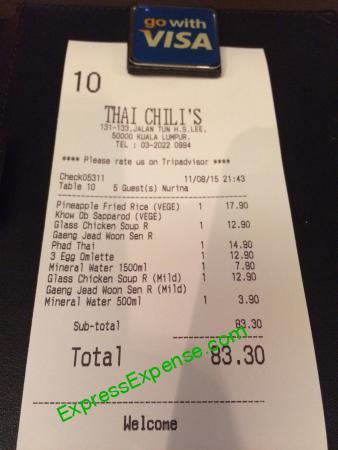 go with
VISA
10
THAI CHILI'S
131-133,JALAN TUN H.S.LEE,
50000 KUALA LUMPUR.
TEL : 03-2022 0994
**** Please rate us on Tripadvisor ****
Check05311 11/08/15 21:43
Table 10 5 Guest(s) Nurina
Pineapple Fried Rice (VEGE) 1 17.90
Khow Ob Sapparod (VEGE)
Glass Chicken Soup R 1 12.90
Gaeng Jead Woon Sen R
Phad Thai 1 14.90
3 Egg Omlette 1 12.90
Mineral Water 1500ml 1 7.90
Glass Chicken Soup R (Mild) 1 12.90
Gaeng Jead Woon Sen R (Mild)
Mineral Water 500ml 1 3.90
Sub-total 83.30
Total 83.30
ExpressExpense.com
Welcome